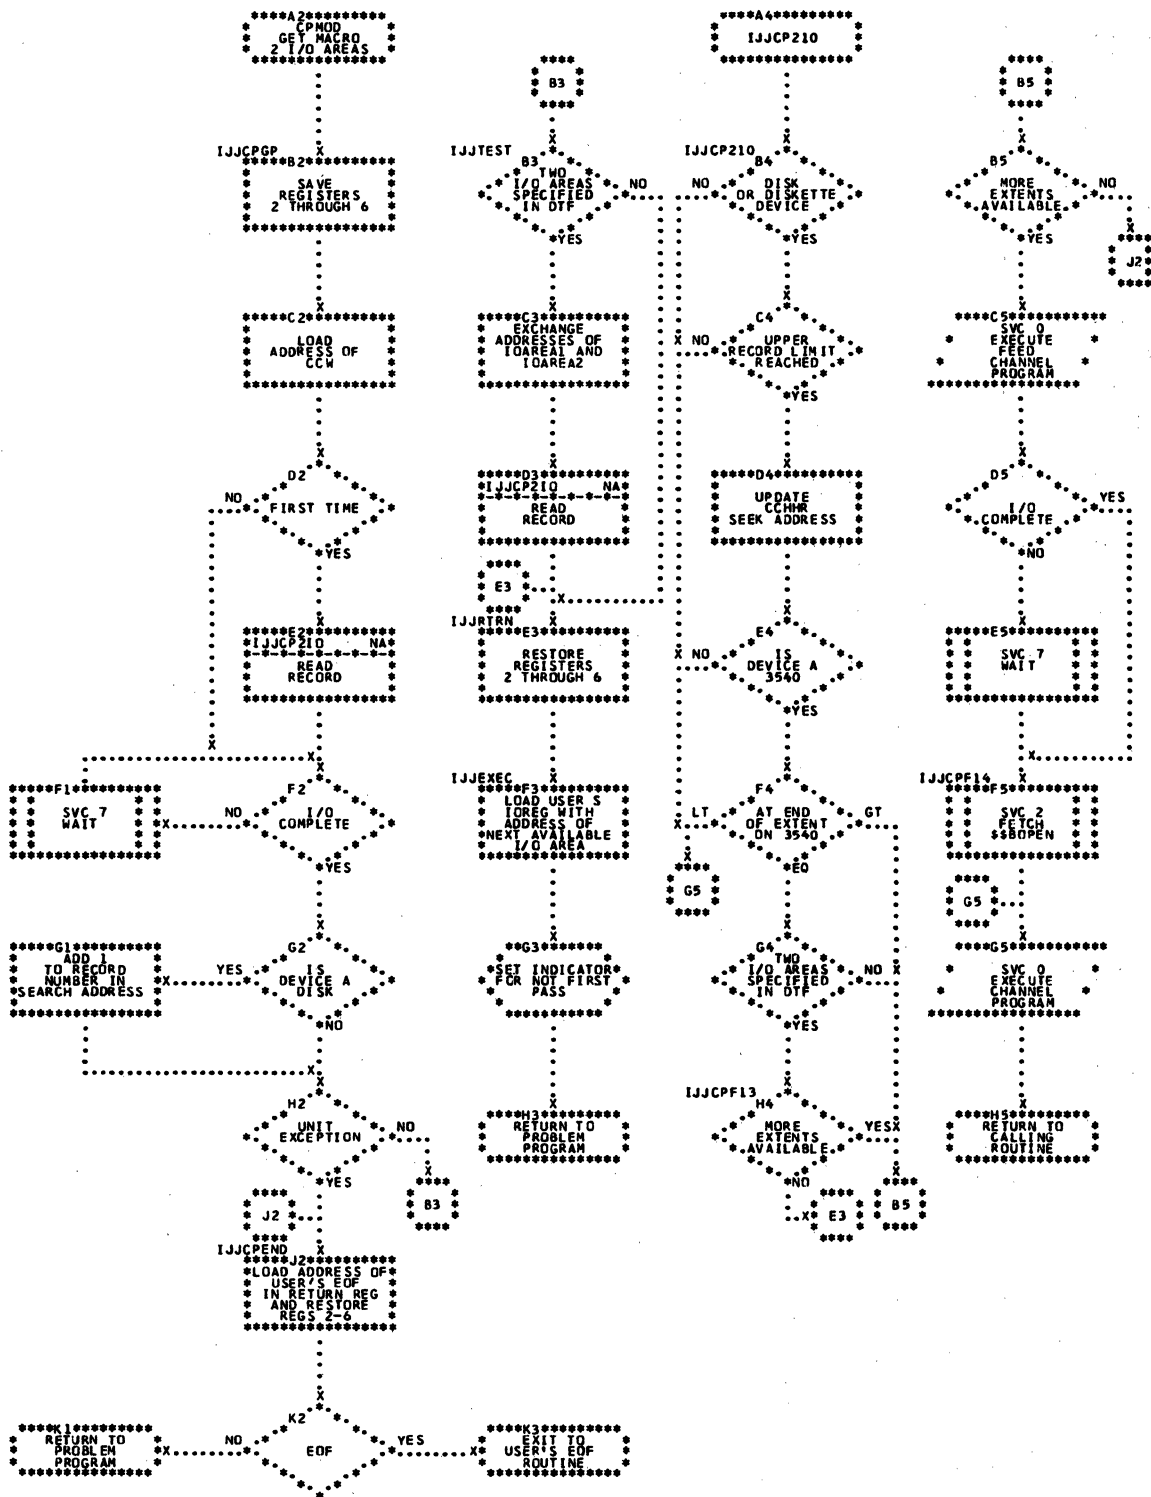 A2
CPMOD
GET MACRO
2 I/O AREAS
IJJCPGP
B2
SAVE
REGISTERS
2 THROUGH 6
C2
LOAD
ADDRESS OF
CCW
D2
NO
FIRST TIME
YES
E2
IJJCP2IO NA
READ
RECORD
F1
SVC 7
WAIT
F2
NO
I/O
COMPLETE
YES
G1
ADD 1
TO RECORD
NUMBER IN
SEARCH ADDRESS
G2
YES
IS
DEVICE A
DISK
NO
H2
UNIT
EXCEPTION
NO
YES
J2
B3
IJJCPEND
J2
LOAD ADDRESS OF
USER'S EOF
IN RETURN REG
AND RESTORE
REGS 2-6
K1
RETURN TO
PROBLEM
PROGRAM
K2
NO
EOF
YES
K3
EXIT TO
USER'S EOF
ROUTINE
B3
IJJTEST
B3
TWO
I/O AREAS
SPECIFIED
IN DTF
NO
YES
C3
EXCHANGE
ADDRESSES OF
IOAREA1 AND
IOAREA2
D3
IJJCP2IO NA
READ
RECORD
E3
IJJRTRN
E3
RESTORE
REGISTERS
2 THROUGH 6
IJJEXEC
F3
LOAD USER S
IOREG WITH
ADDRESS OF
NEXT AVAILABLE
I/O AREA
G3
SET INDICATOR
FOR NOT FIRST
PASS
H3
RETURN TO
PROBLEM
PROGRAM
A4
IJJCP210
IJJCP210
B4
NO
DISK
OR DISKETTE
DEVICE
YES
C4
NO
UPPER
RECORD LIMIT
REACHED
YES
D4
UPDATE
CCHHR
SEEK ADDRESS
E4
NO
IS
DEVICE A
3540
YES
F4
LT
AT END
OF EXTENT
ON 3540
GT
EQ
G5
G4
TWO
I/O AREAS
SPECIFIED
IN DTF
NO
YES
IJJCPF13
H4
MORE
EXTENTS
AVAILABLE
YES
NO
E3
B5
B5
B5
MORE
EXTENTS
AVAILABLE
NO
YES
J2
C5
SVC 0
EXECUTE
FEED
CHANNEL
PROGRAM
D5
I/O
COMPLETE
YES
NO
E5
SVC 7
WAIT
IJJCPF14
F5
SVC 2
FETCH
$$BOPEN
G5
G5
SVC 0
EXECUTE
CHANNEL
PROGRAM
H5
RETURN TO
CALLING
ROUTINE